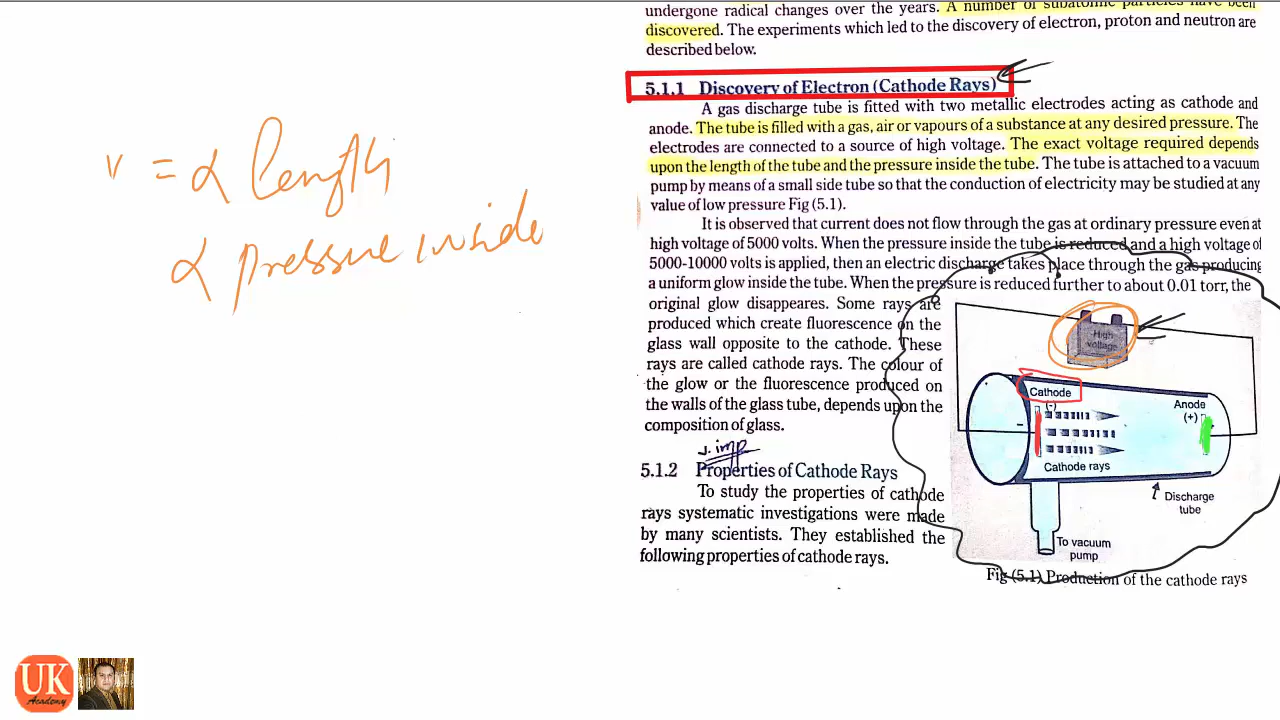 undergone radical changes over the years. A number of subatomic particles have been
discovered. The experiments which led to the discovery of electron, proton and neutron are
described below.
5.1.1 Discovery of Electron (Cathode Rays)
A gas discharge tube is fitted with two metallic electrodes acting as cathode and
anode. The tube is filled with a gas, air or vapours of a substance at any desired pressure. The
electrodes are connected to a source of high voltage. The exact voltage required depends
upon the length of the tube and the pressure inside the tube. The tube is attached to a vacuum
pump by means of a small side tube so that the conduction of electricity may be studied at any
value of low pressure Fig (5.1).
It is observed that current does not flow through the gas at ordinary pressure even at
high voltage of 5000 volts. When the pressure inside the tube is reduced and a high voltage of
5000-10000 volts is applied, then an electric discharge takes place through the gas producing
a uniform glow inside the tube. When the pressure is reduced further to about 0.01 torr, the
original glow disappears. Some rays are
produced which create fluorescence on the
glass wall opposite to the cathode. These
rays are called cathode rays. The colour of
the glow or the fluorescence produced on
the walls of the glass tube, depends upon the
composition of glass.
v. imp
5.1.2 Properties of Cathode Rays
To study the properties of cathode
rays systematic investigations were made
by many scientists. They established the
following properties of cathode rays.
High
voltage
Cathode
(-)
Anode
(+)
Cathode rays
Discharge
tube
To vacuum
pump
Fig (5.1) Production of the cathode rays
v = α length
α pressure inside
UK
Academy